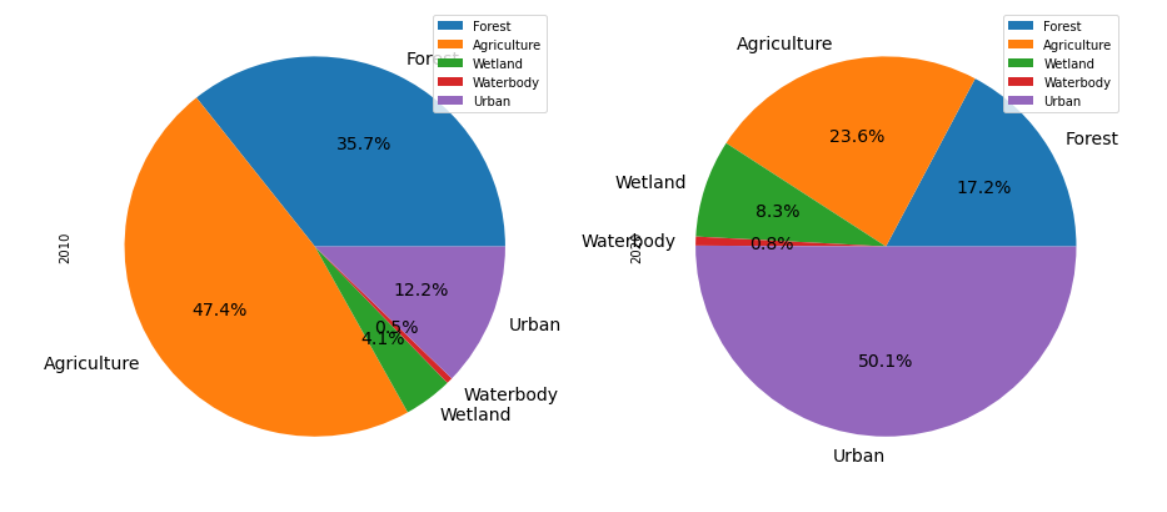 Forest
Agriculture
Wetland
Waterbody
Urban
Forest
35.7%
2010
47.4%
12.2%
0.5%
4.1%
Urban
Agriculture
Waterbody
Wetland
Forest
Agriculture
Wetland
Waterbody
Urban
Agriculture
Forest
23.6%
17.2%
Wetland
8.3%
Waterbody
0.8%
50.1%
Urban